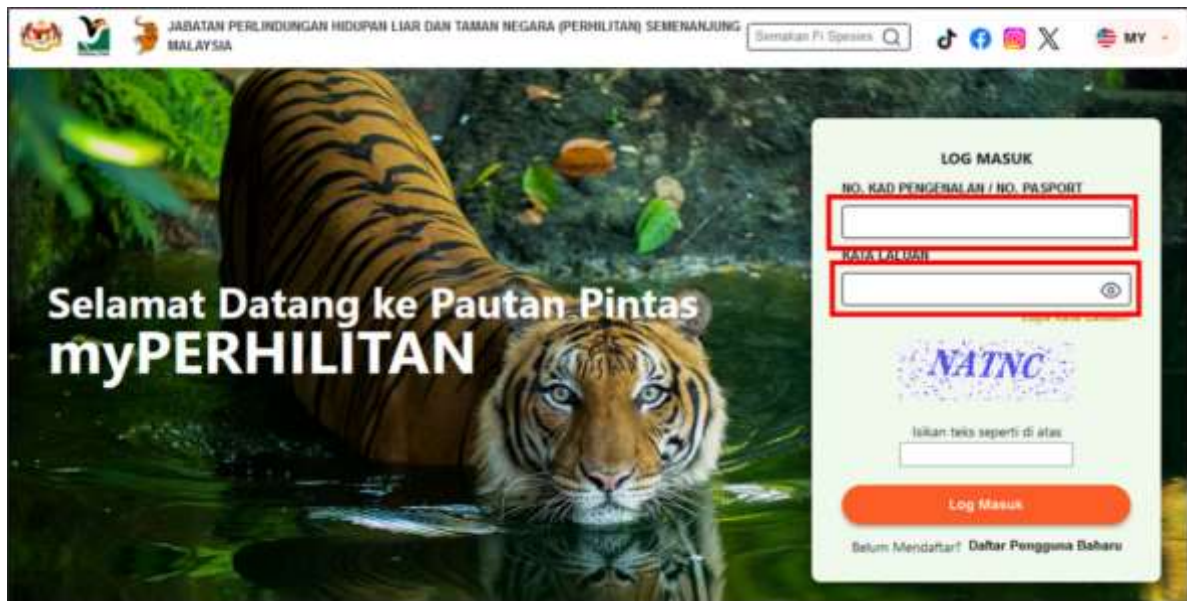 JABATAN PERLINDUNGAN HIDUPAN LIAR DAN TAMAN NEGARA (PERHILITAN) SEMENANJUNG
MALAYSIA
Semakan Fi Spesies
MY
Selamat Datang ke Pautan Pintas
myPERHILITAN
LOG MASUK
NO. KAD PENGENALAN / NO. PASPORT
KATA LALUAN
NATNC
Isikan teks seperti di atas
Log Masuk
Belum Mendaftar? Daftar Pengguna Baharu